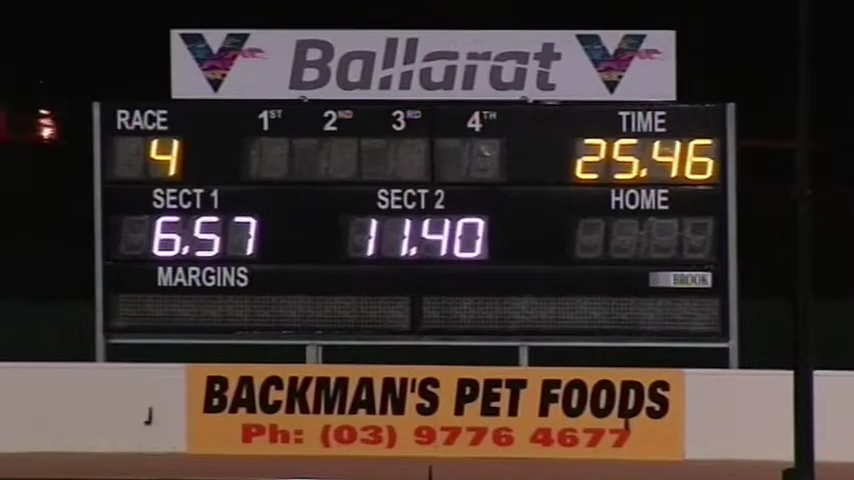 Ballarat
RACE 1ST 2ND 3RD 4TH TIME
4 25.46
SECT 1 SECT 2 HOME
6.57 11.40
MARGINS BROOK
BACKMAN'S PET FOODS
Ph: (03) 9776 4677